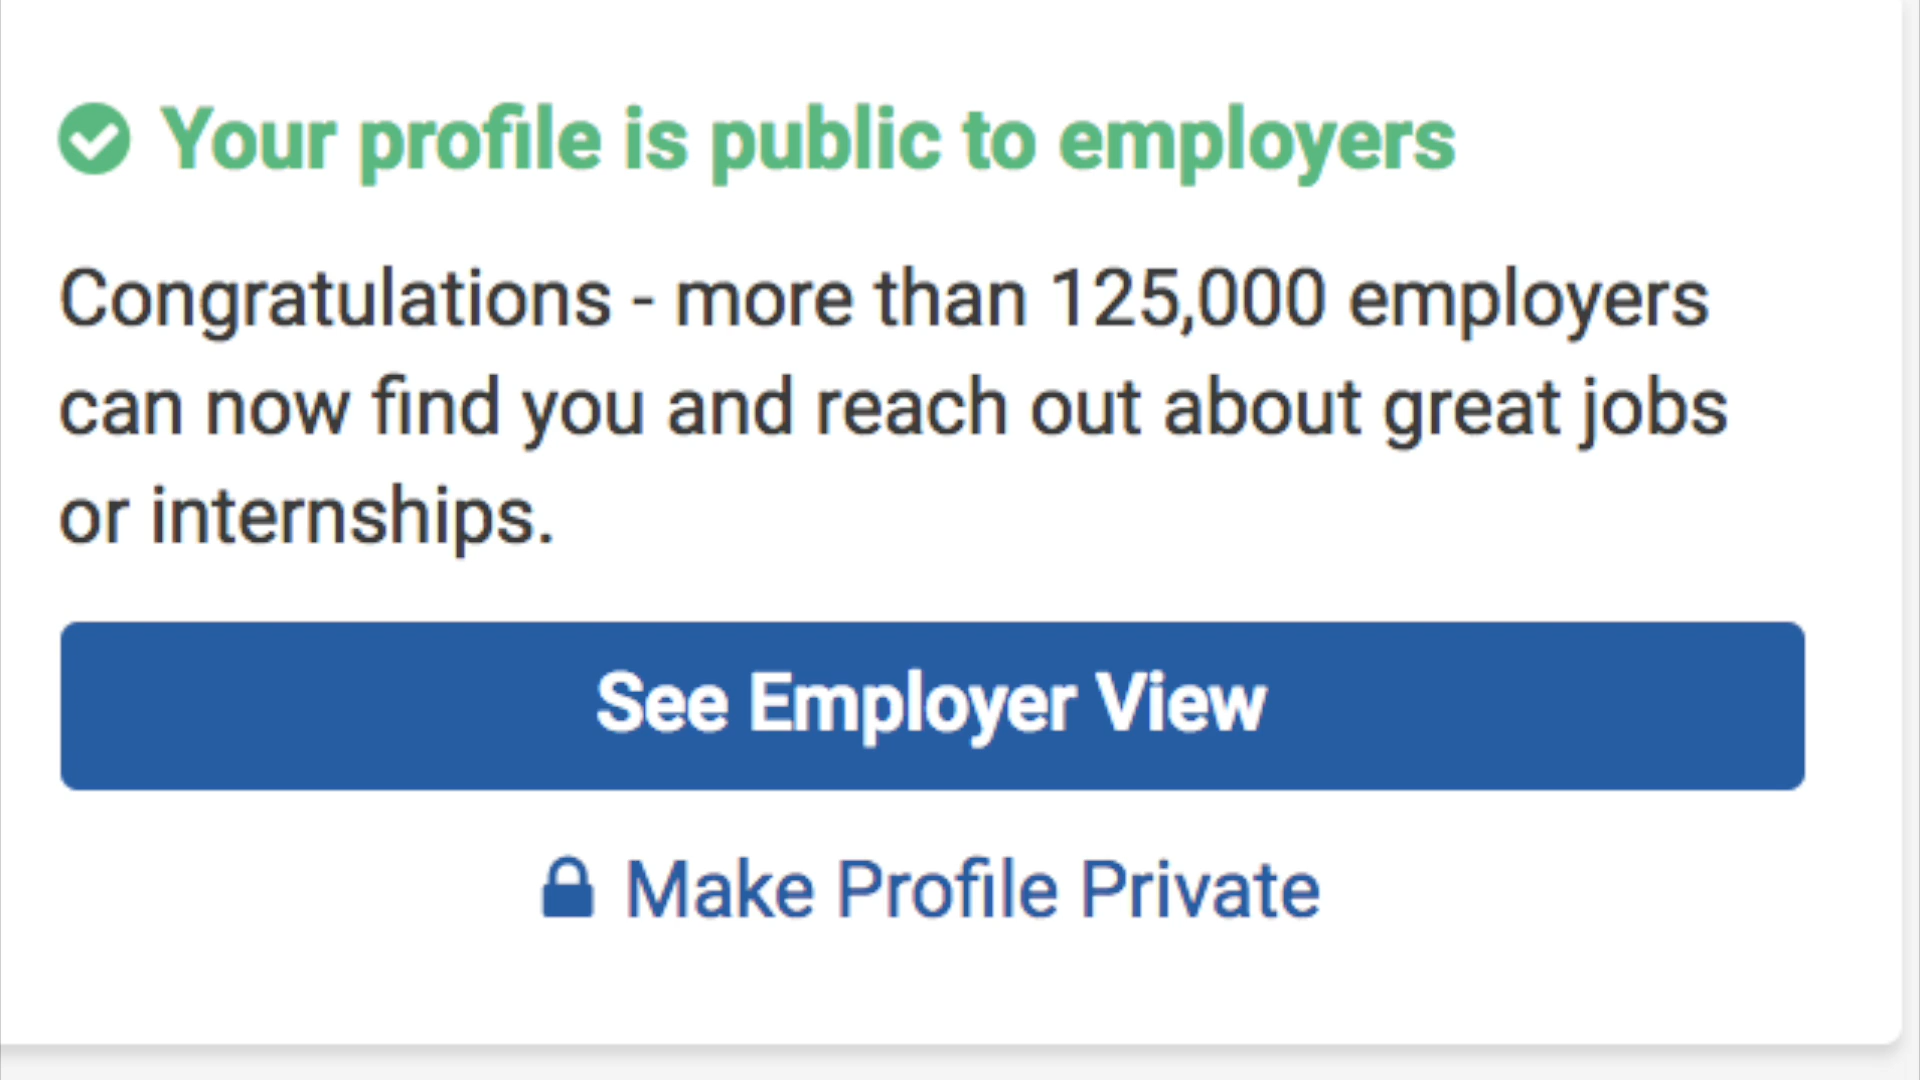 Your profile is public to employers
Congratulations - more than 125,000 employers
can now find you and reach out about great jobs
or internships.
See Employer View
Make Profile Private